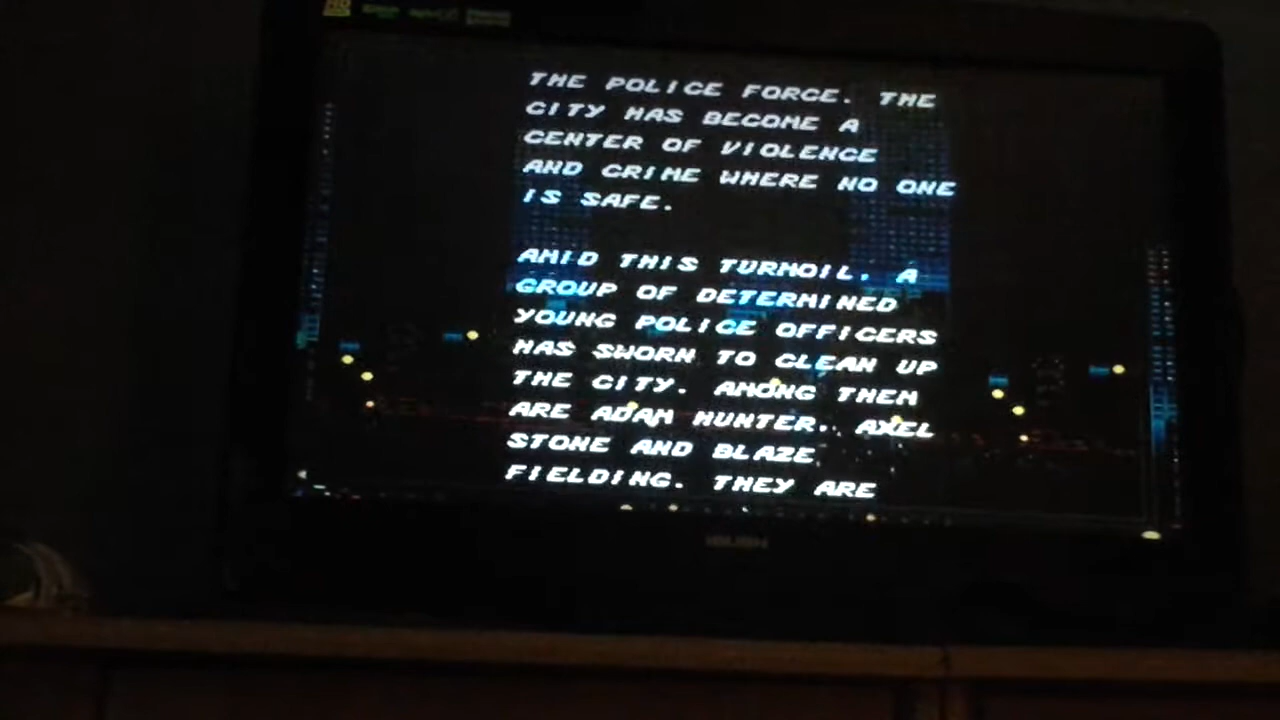 THE POLICE FORCE. THE
CITY HAS BECOME A
CENTER OF VIOLENCE
AND CRIME WHERE NO ONE
IS SAFE.
AMID THIS TURMOIL, A
GROUP OF DETERMINED
YOUNG POLICE OFFICERS
HAS SWORN TO CLEAN UP
THE CITY. AMONG THEM
ARE ADAM HUNTER, AXEL
STONE AND BLAZE
FIELDING. THEY ARE
BUSH